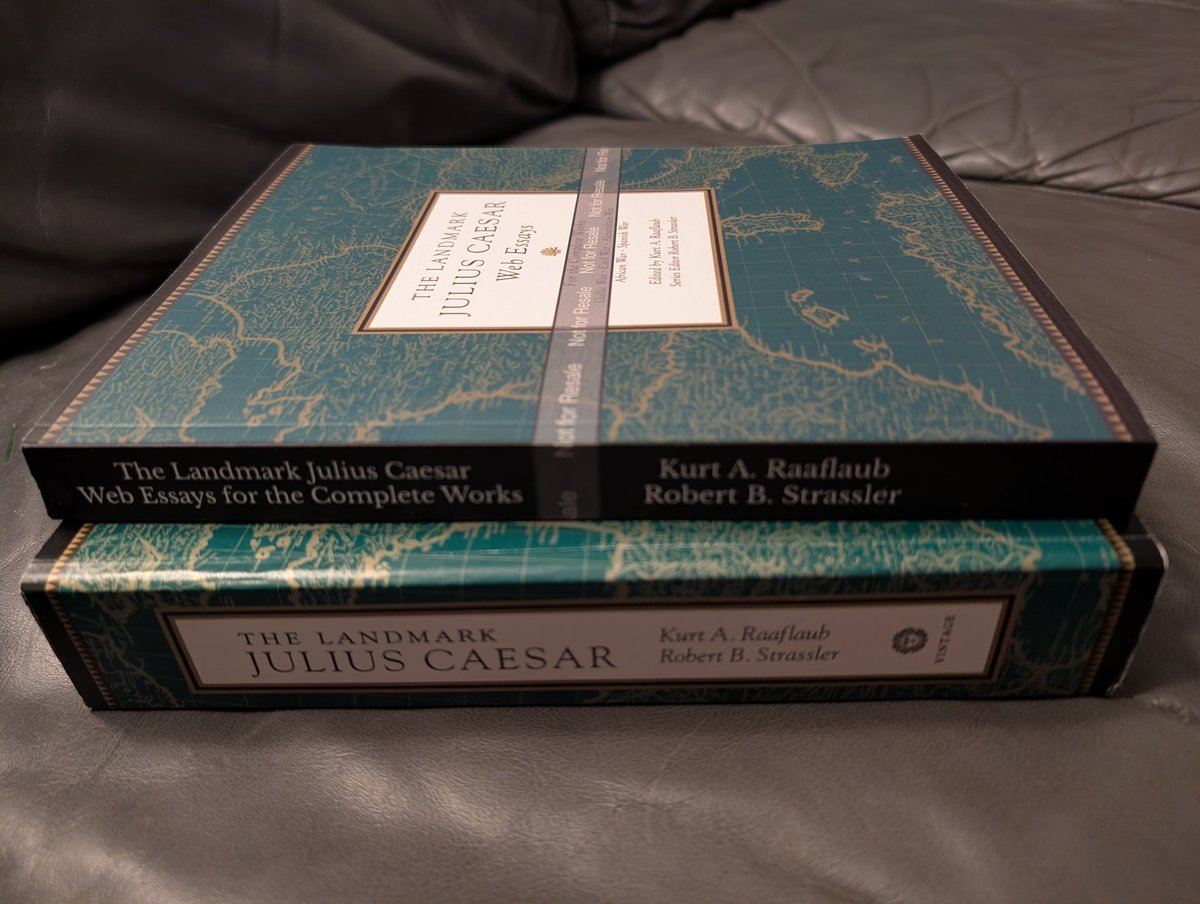 THE LANDMARK
JULIUS CAESAR
Web Essays
African War · Spanish War
Edited by Kurt A. Raaflaub
Series Editor Robert B. Strassler
Not for Resale Not for Resale Not for Resale Not for Resale
The Landmark Julius Caesar
Web Essays for the Complete Works
Kurt A. Raaflaub
Robert B. Strassler
THE LANDMARK
JULIUS CAESAR
Kurt A. Raaflaub
Robert B. Strassler
VINTAGE